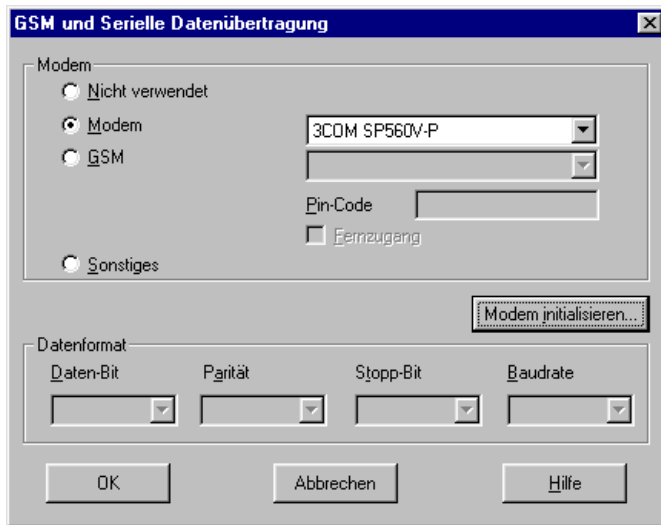 GSM und Serielle Datenübertragung
Modem
Nicht verwendet
Modem
3COM SP560V-P
GSM
Pin-Code
Fernzugang
Sonstiges
Modem initialisieren...
Datenformat
Daten-Bit Parität Stopp-Bit Baudrate
OK Abbrechen Hilfe